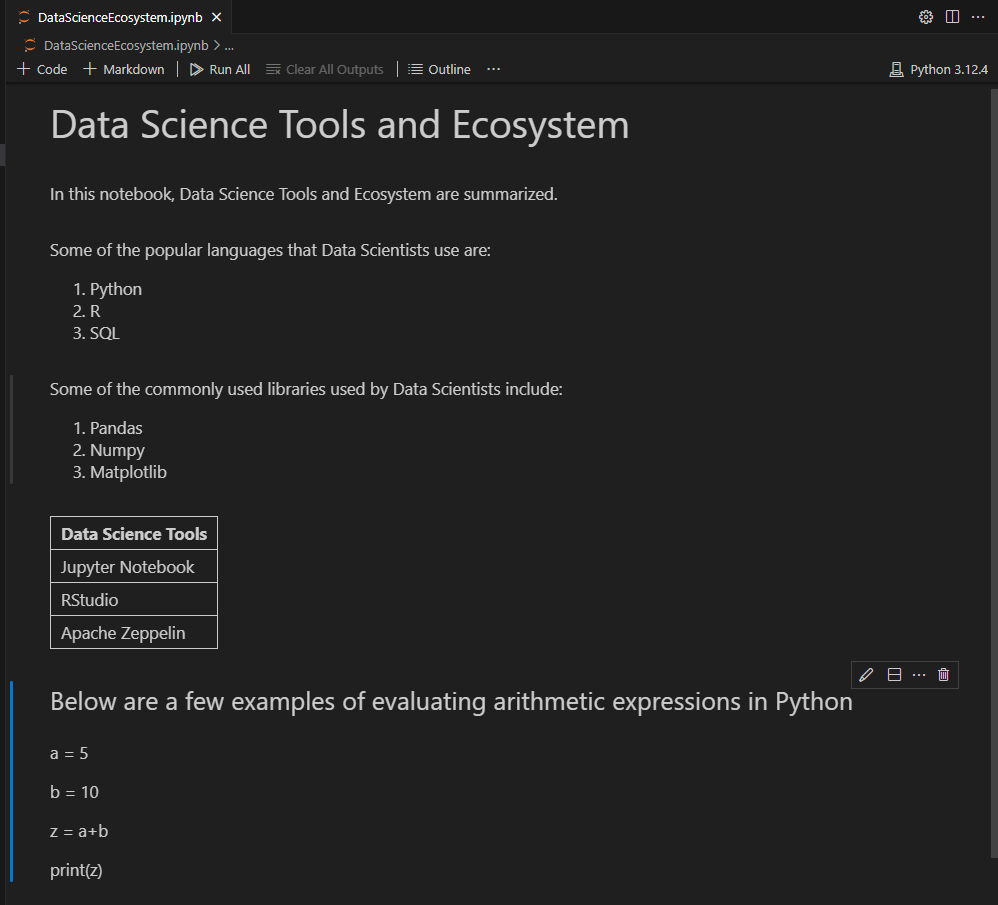 DataScienceEcosystem.ipynb ×
DataScienceEcosystem.ipynb > ...
+ Code + Markdown | Run All Clear All Outputs | Outline ... Python 3.12.4
Data Science Tools and Ecosystem
In this notebook, Data Science Tools and Ecosystem are summarized.
Some of the popular languages that Data Scientists use are:
1. Python
2. R
3. SQL
Some of the commonly used libraries used by Data Scientists include:
1. Pandas
2. Numpy
3. Matplotlib
Data Science Tools
Jupyter Notebook
RStudio
Apache Zeppelin
Below are a few examples of evaluating arithmetic expressions in Python
a = 5
b = 10
z = a+b
print(z)